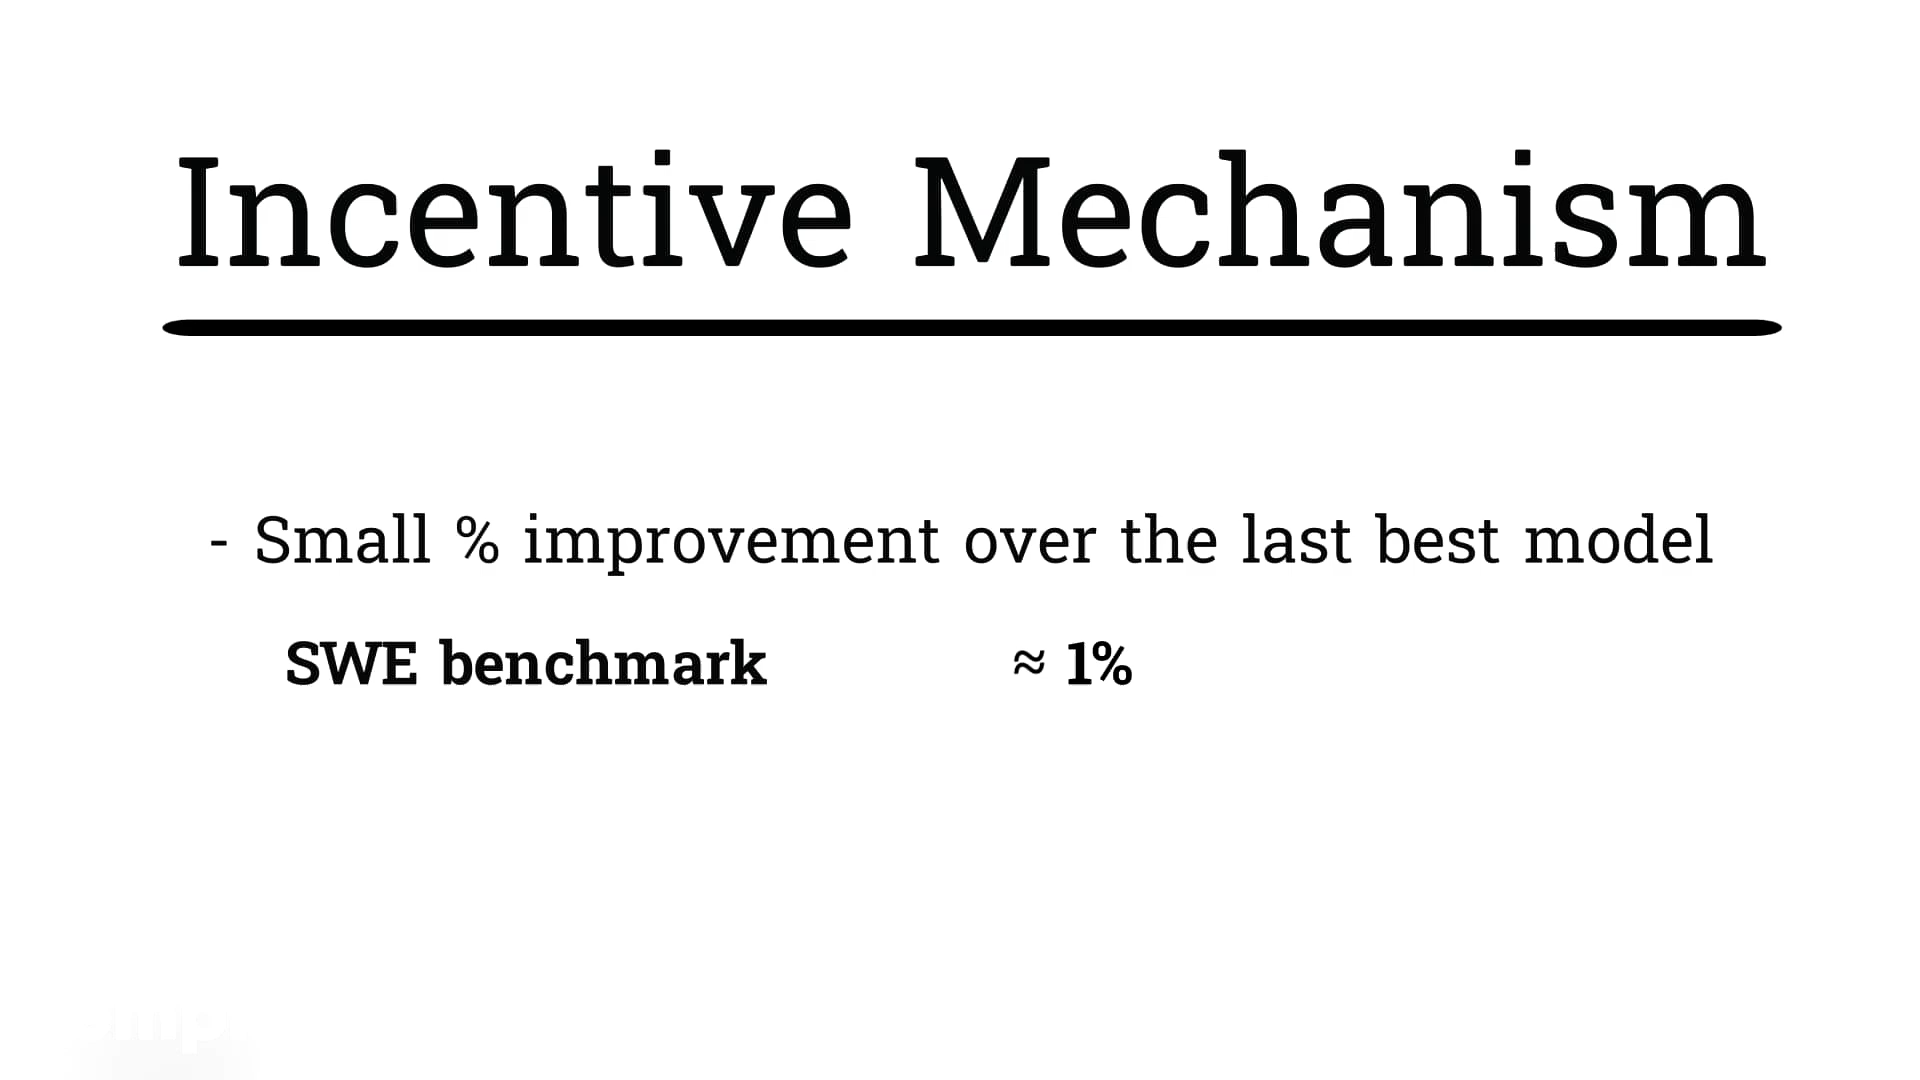 Incentive Mechanism
- Small % improvement over the last best model
SWE benchmark ≈ 1%